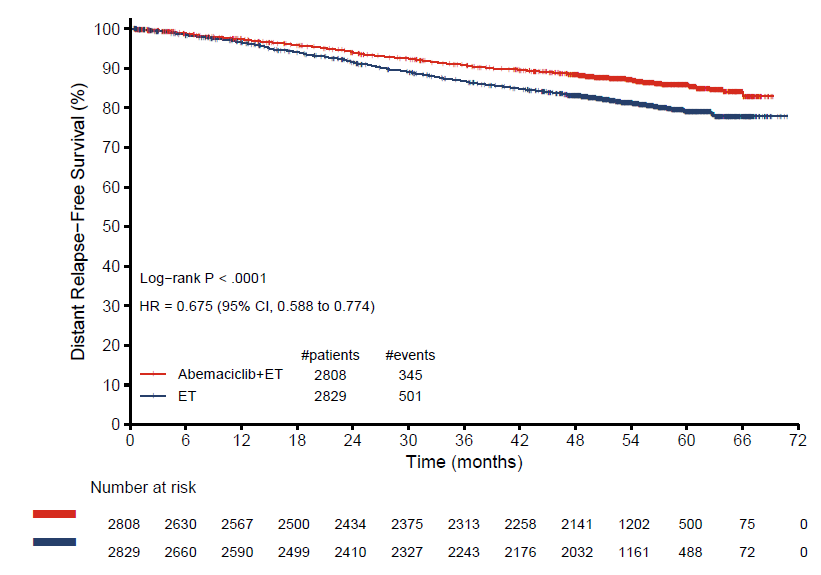 Distant Relapse−Free Survival (%)
100
90
80
70
60
50
40
30
20
10
0
Log−rank P < .0001
HR = 0.675 (95% CI, 0.588 to 0.774)
#patients #events
Abemaciclib+ET 2808 345
ET 2829 501
0 6 12 18 24 30 36 42 48 54 60 66 72
Time (months)
Number at risk
2808 2630 2567 2500 2434 2375 2313 2258 2141 1202 500 75 0
2829 2660 2590 2499 2410 2327 2243 2176 2032 1161 488 72 0